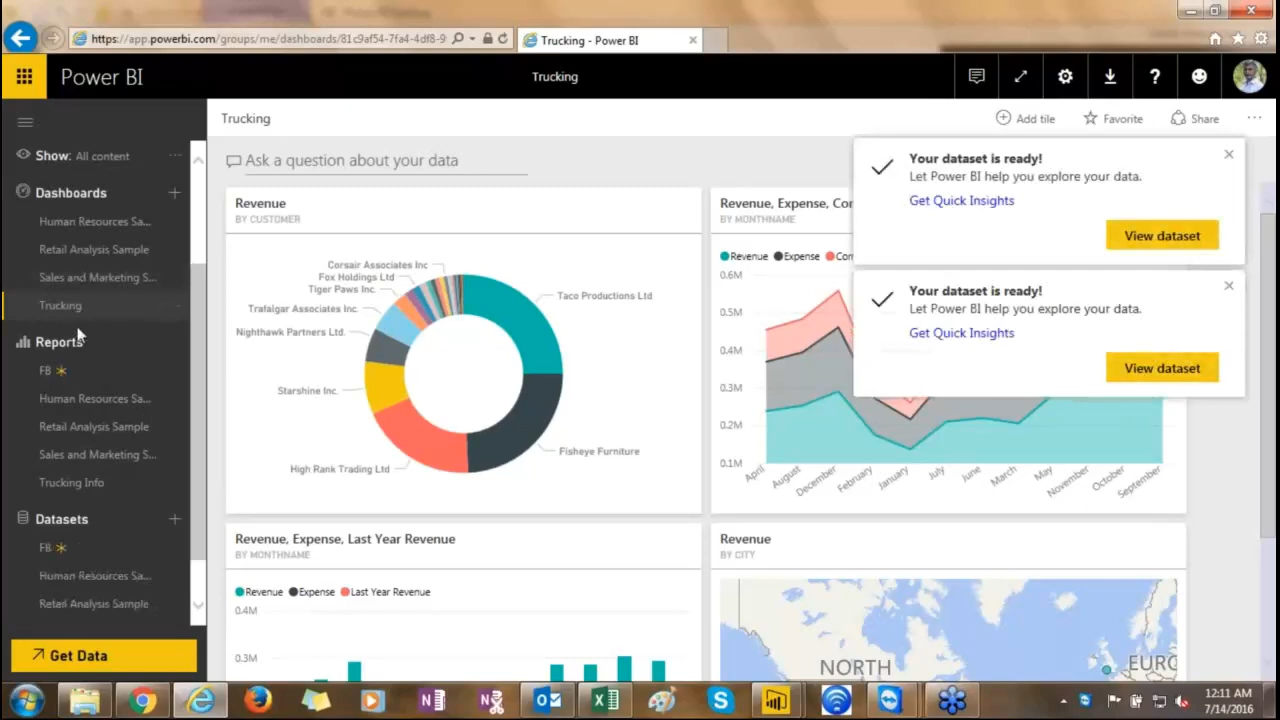 https://app.powerbi.com/groups/me/dashboards/81c9af54-7fa4-4df8-9
Trucking - Power BI
Power BI
Trucking
Trucking
Add tile
Favorite
Share
Show: All content
Dashboards
Human Resources Sa...
Retail Analysis Sample
Sales and Marketing S...
Trucking
Reports
FB
Human Resources Sa...
Retail Analysis Sample
Sales and Marketing S...
Trucking Info
Datasets
FB
Human Resources Sa...
Retail Analysis Sample
Get Data
Ask a question about your data
Revenue
BY CUSTOMER
Corsair Associates Inc
Fox Holdings Ltd
Tiger Paws Inc.
Trafalgar Associates Inc.
Nighthawk Partners Ltd.
Starshine Inc.
High Rank Trading Ltd
Taco Productions Ltd
Fisheye Furniture
Revenue, Expense, Cor
BY MONTHNAME
Revenue Expense Corr
0.6M
0.5M
0.4M
0.3M
0.2M
0.1M
April August December February January July June March May November October September
Your dataset is ready!
Let Power BI help you explore your data.
Get Quick Insights
View dataset
Your dataset is ready!
Let Power BI help you explore your data.
Get Quick Insights
View dataset
Revenue, Expense, Last Year Revenue
BY MONTHNAME
Revenue Expense Last Year Revenue
0.4M
0.3M
Revenue
BY CITY
NORTH
EURO
12:11 AM
7/14/2016